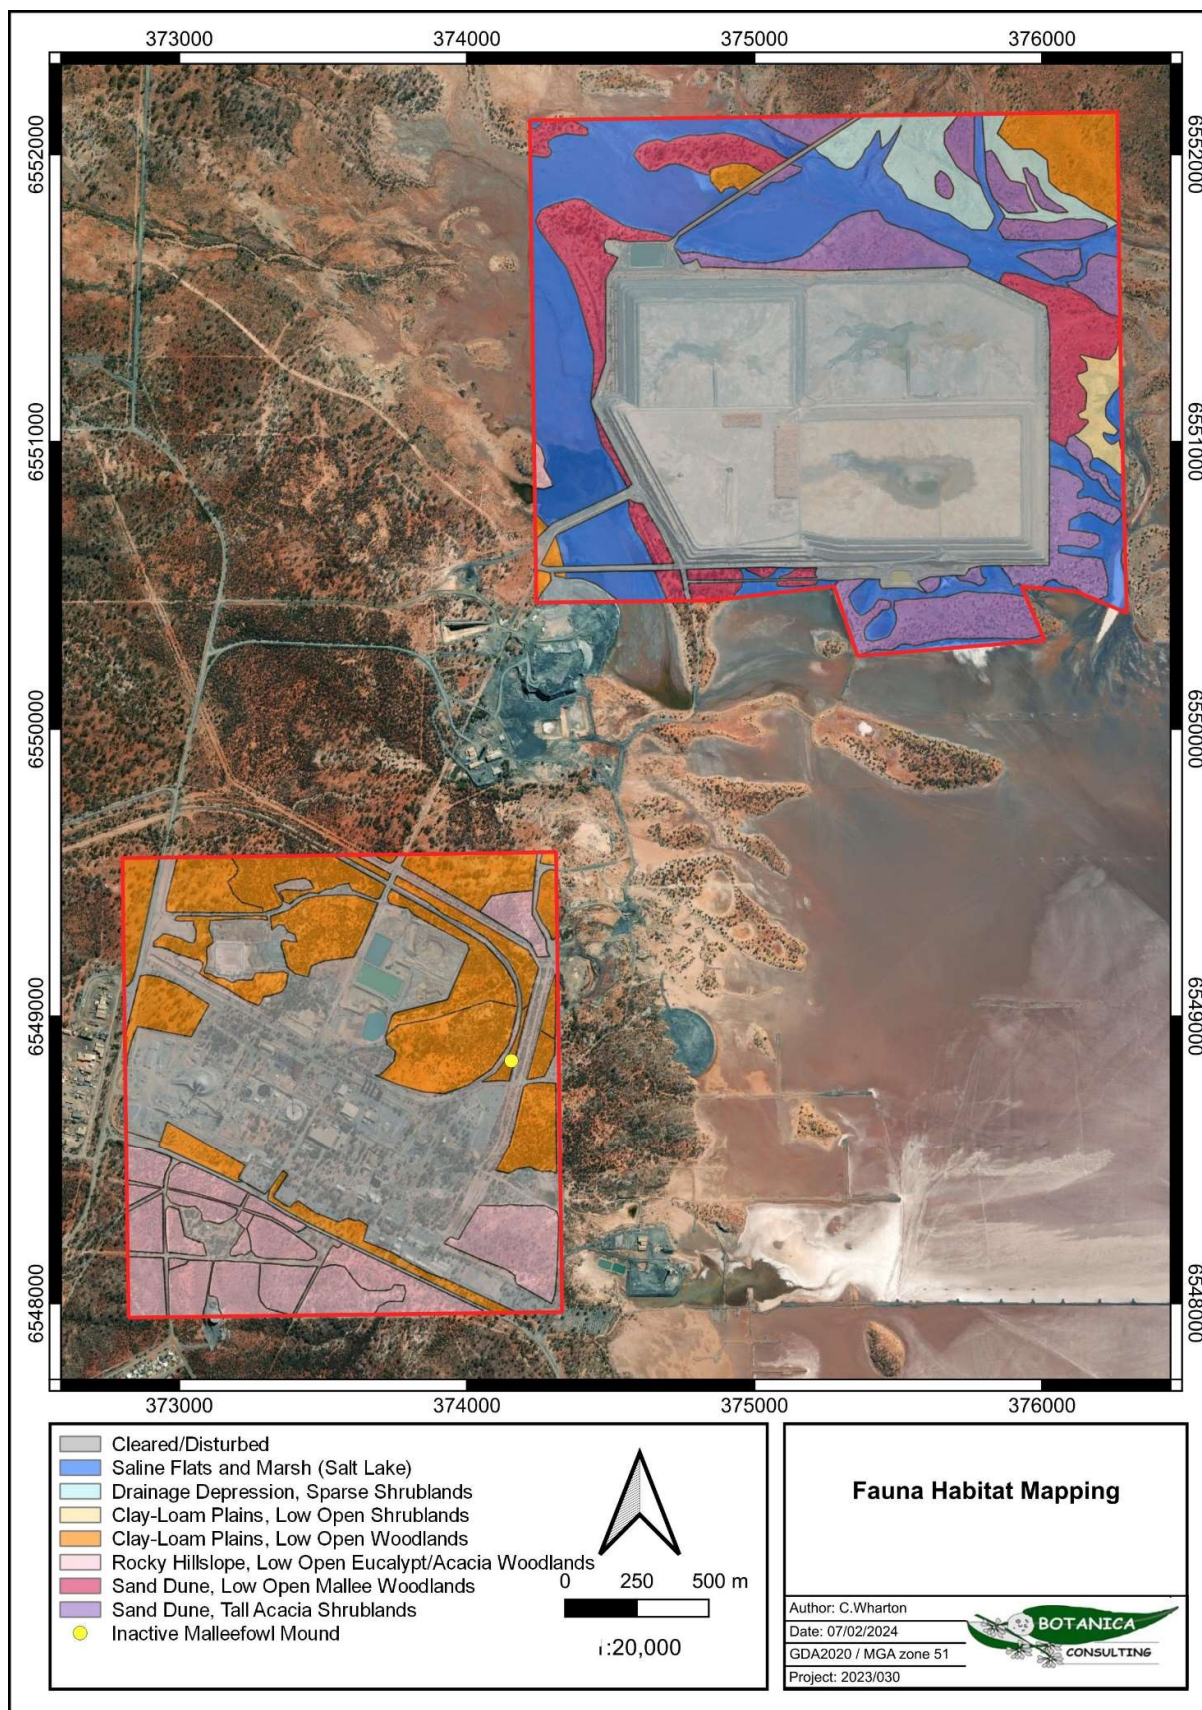 373000 374000 375000 376000
6552000 6552000
6551000 6551000
6550000 6550000
6549000 6549000
6548000 6548000
373000 374000 375000 376000
Cleared/Disturbed
Saline Flats and Marsh (Salt Lake)
Drainage Depression, Sparse Shrublands
Clay-Loam Plains, Low Open Shrublands
Clay-Loam Plains, Low Open Woodlands
Rocky Hillslope, Low Open Eucalypt/Acacia Woodlands
Sand Dune, Low Open Mallee Woodlands
Sand Dune, Tall Acacia Shrublands
Inactive Malleefowl Mound
0 250 500 m
1:20,000
Fauna Habitat Mapping
Author: C.Wharton
Date: 07/02/2024
GDA2020 / MGA zone 51
Project: 2023/030
BOTANICA
CONSULTING